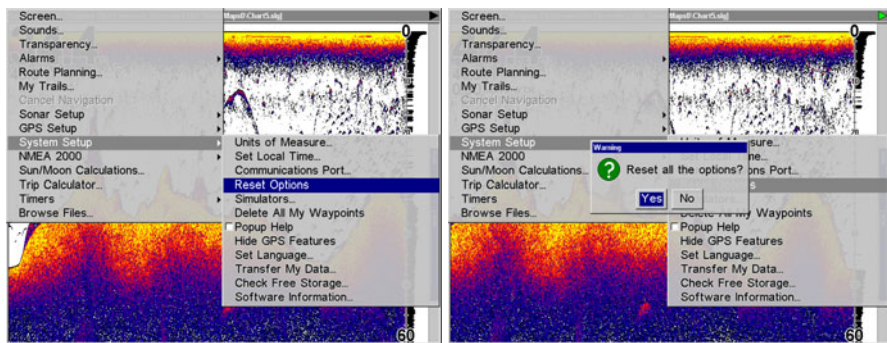 Screen...
Sounds...
Transparency...
Alarms
Route Planning...
My Trails...
Cancel Navigation
Sonar Setup
GPS Setup
System Setup
NMEA 2000
Sun/Moon Calculations...
Trip Calculator...
Timers
Browse Files...
Maps0\Chart5.slg]
0
Units of Measure...
Set Local Time...
Communications Port...
Reset Options
Simulators...
Delete All My Waypoints
Popup Help
Hide GPS Features
Set Language...
Transfer My Data...
Check Free Storage...
Software Information...
60
Screen...
Sounds...
Transparency...
Alarms
Route Planning...
My Trails...
Cancel Navigation
Sonar Setup
GPS Setup
System Setup
NMEA 2000
Sun/Moon Calculations...
Trip Calculator...
Timers
Browse Files...
0
Warning
Reset all the options?
Yes No
Delete All My Waypoints
Popup Help
Hide GPS Features
Set Language...
Transfer My Data...
Check Free Storage...
Software Information...
60